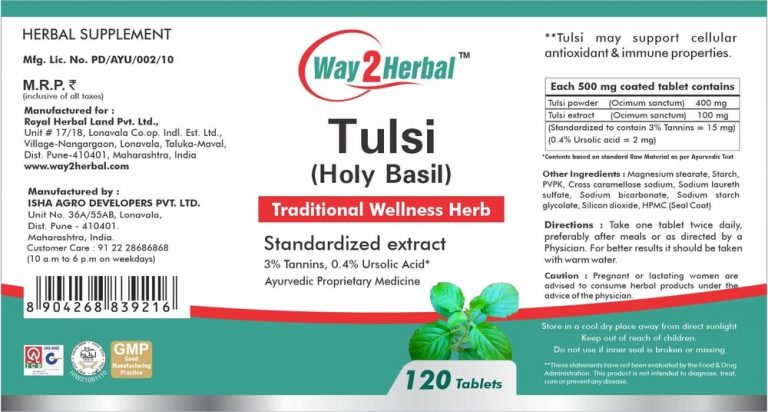 HERBAL SUPPLEMENT
Mfg. Lic. No. PD/AYU/002/10
M.R.P. ₹
(inclusive of all taxes)
Manufactured for :
Royal Herbal Land Pvt. Ltd.,
Unit # 17/18, Lonavala Co.op. Indl. Est. Ltd.,
Village-Nangargaon, Lonavala, Taluka-Maval,
Dist. Pune-410401, Maharashtra, India
www.way2herbal.com
Manufactured by :
ISHA AGRO DEVELOPERS PVT. LTD.
Unit No. 36A/55AB, Lonavala,
Dist. Pune - 410401.
Maharashtra, India.
Customer Care : 91 22 28686868
(10 a.m. to 6 p.m on weekdays)
8 904268 839216
GMP
Good
Manufacturing
Practice
Way2Herbal™
Tulsi
(Holy Basil)
Traditional Wellness Herb
Standardized extract
3% Tannins, 0.4% Ursolic Acid*
Ayurvedic Proprietary Medicine
120 Tablets
**Tulsi may support cellular
antioxidant & immune properties.
Each 500 mg coated tablet contains
Tulsi powder (Ocimum sanctum) 400 mg
Tulsi extract (Ocimum sanctum) 100 mg
(Standardized to contain 3% Tannins = 15 mg)
(0.4% Ursolic acid = 2 mg)
*Contents based on standard Raw Material as per Ayurvedic Text
Other Ingredients : Magnesium stearate, Starch,
PVPK, Cross caramellose sodium, Sodium laureth
sulfate, Sodium bicarbonate, Sodium starch
glycolate, Silicon dioxide, HPMC (Seal Coat)
Directions : Take one tablet twice daily,
preferably after meals or as directed by a
Physician. For better results it should be taken
with warm water.
Caution : Pregnant or lactating women are
advised to consume herbal products under the
advice of the physician.
Store in a cool dry place away from direct sunlight
Keep out of reach of children.
Do not use if inner seal is broken or missing
**These statements have not been evaluated by the Food & Drug
Administration. This product is not intended to diagnose, treat,
cure or prevent any disease.